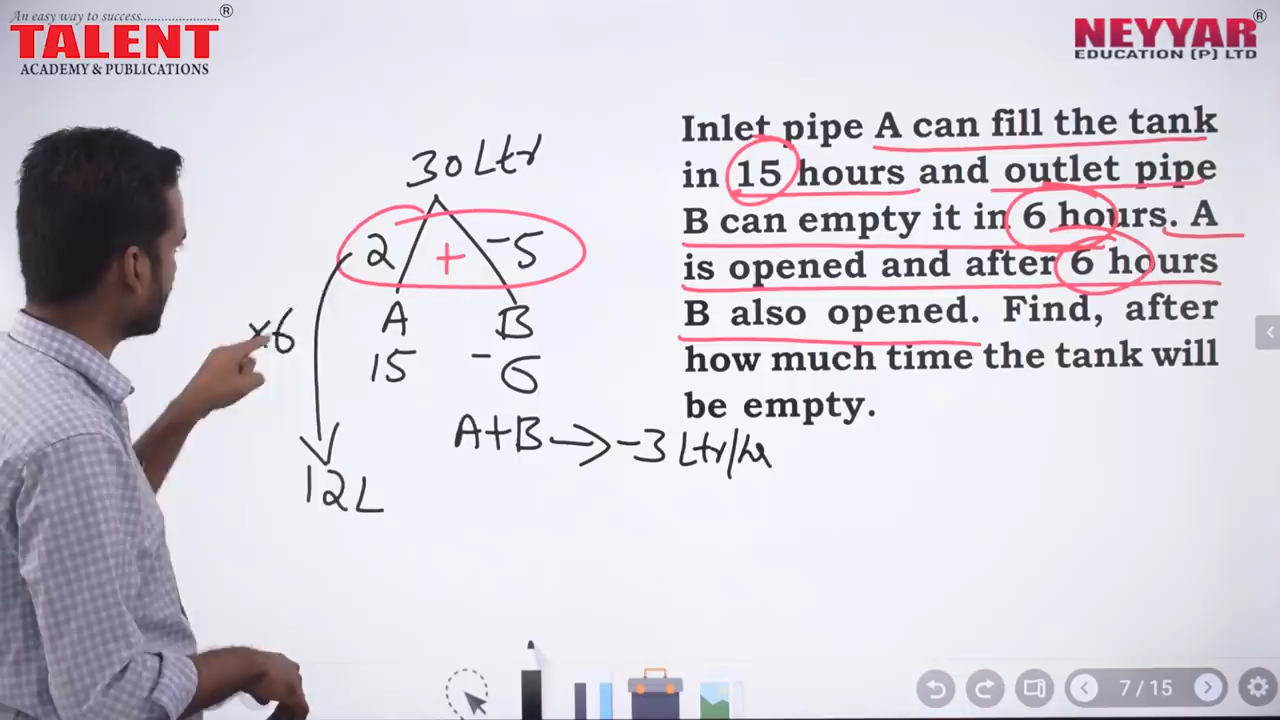 An easy way to success.................... ®
TALENT
ACADEMY & PUBLICATIONS
NEYYAR ®
EDUCATION (P) LTD
Inlet pipe A can fill the tank
in 15 hours and outlet pipe
B can empty it in 6 hours. A
is opened and after 6 hours
B also opened. Find, after
how much time the tank will
be empty.
30 Ltr
2 + -5
A B
15 -6
×6
A+B → -3 Ltr/hr
12L
7 / 15